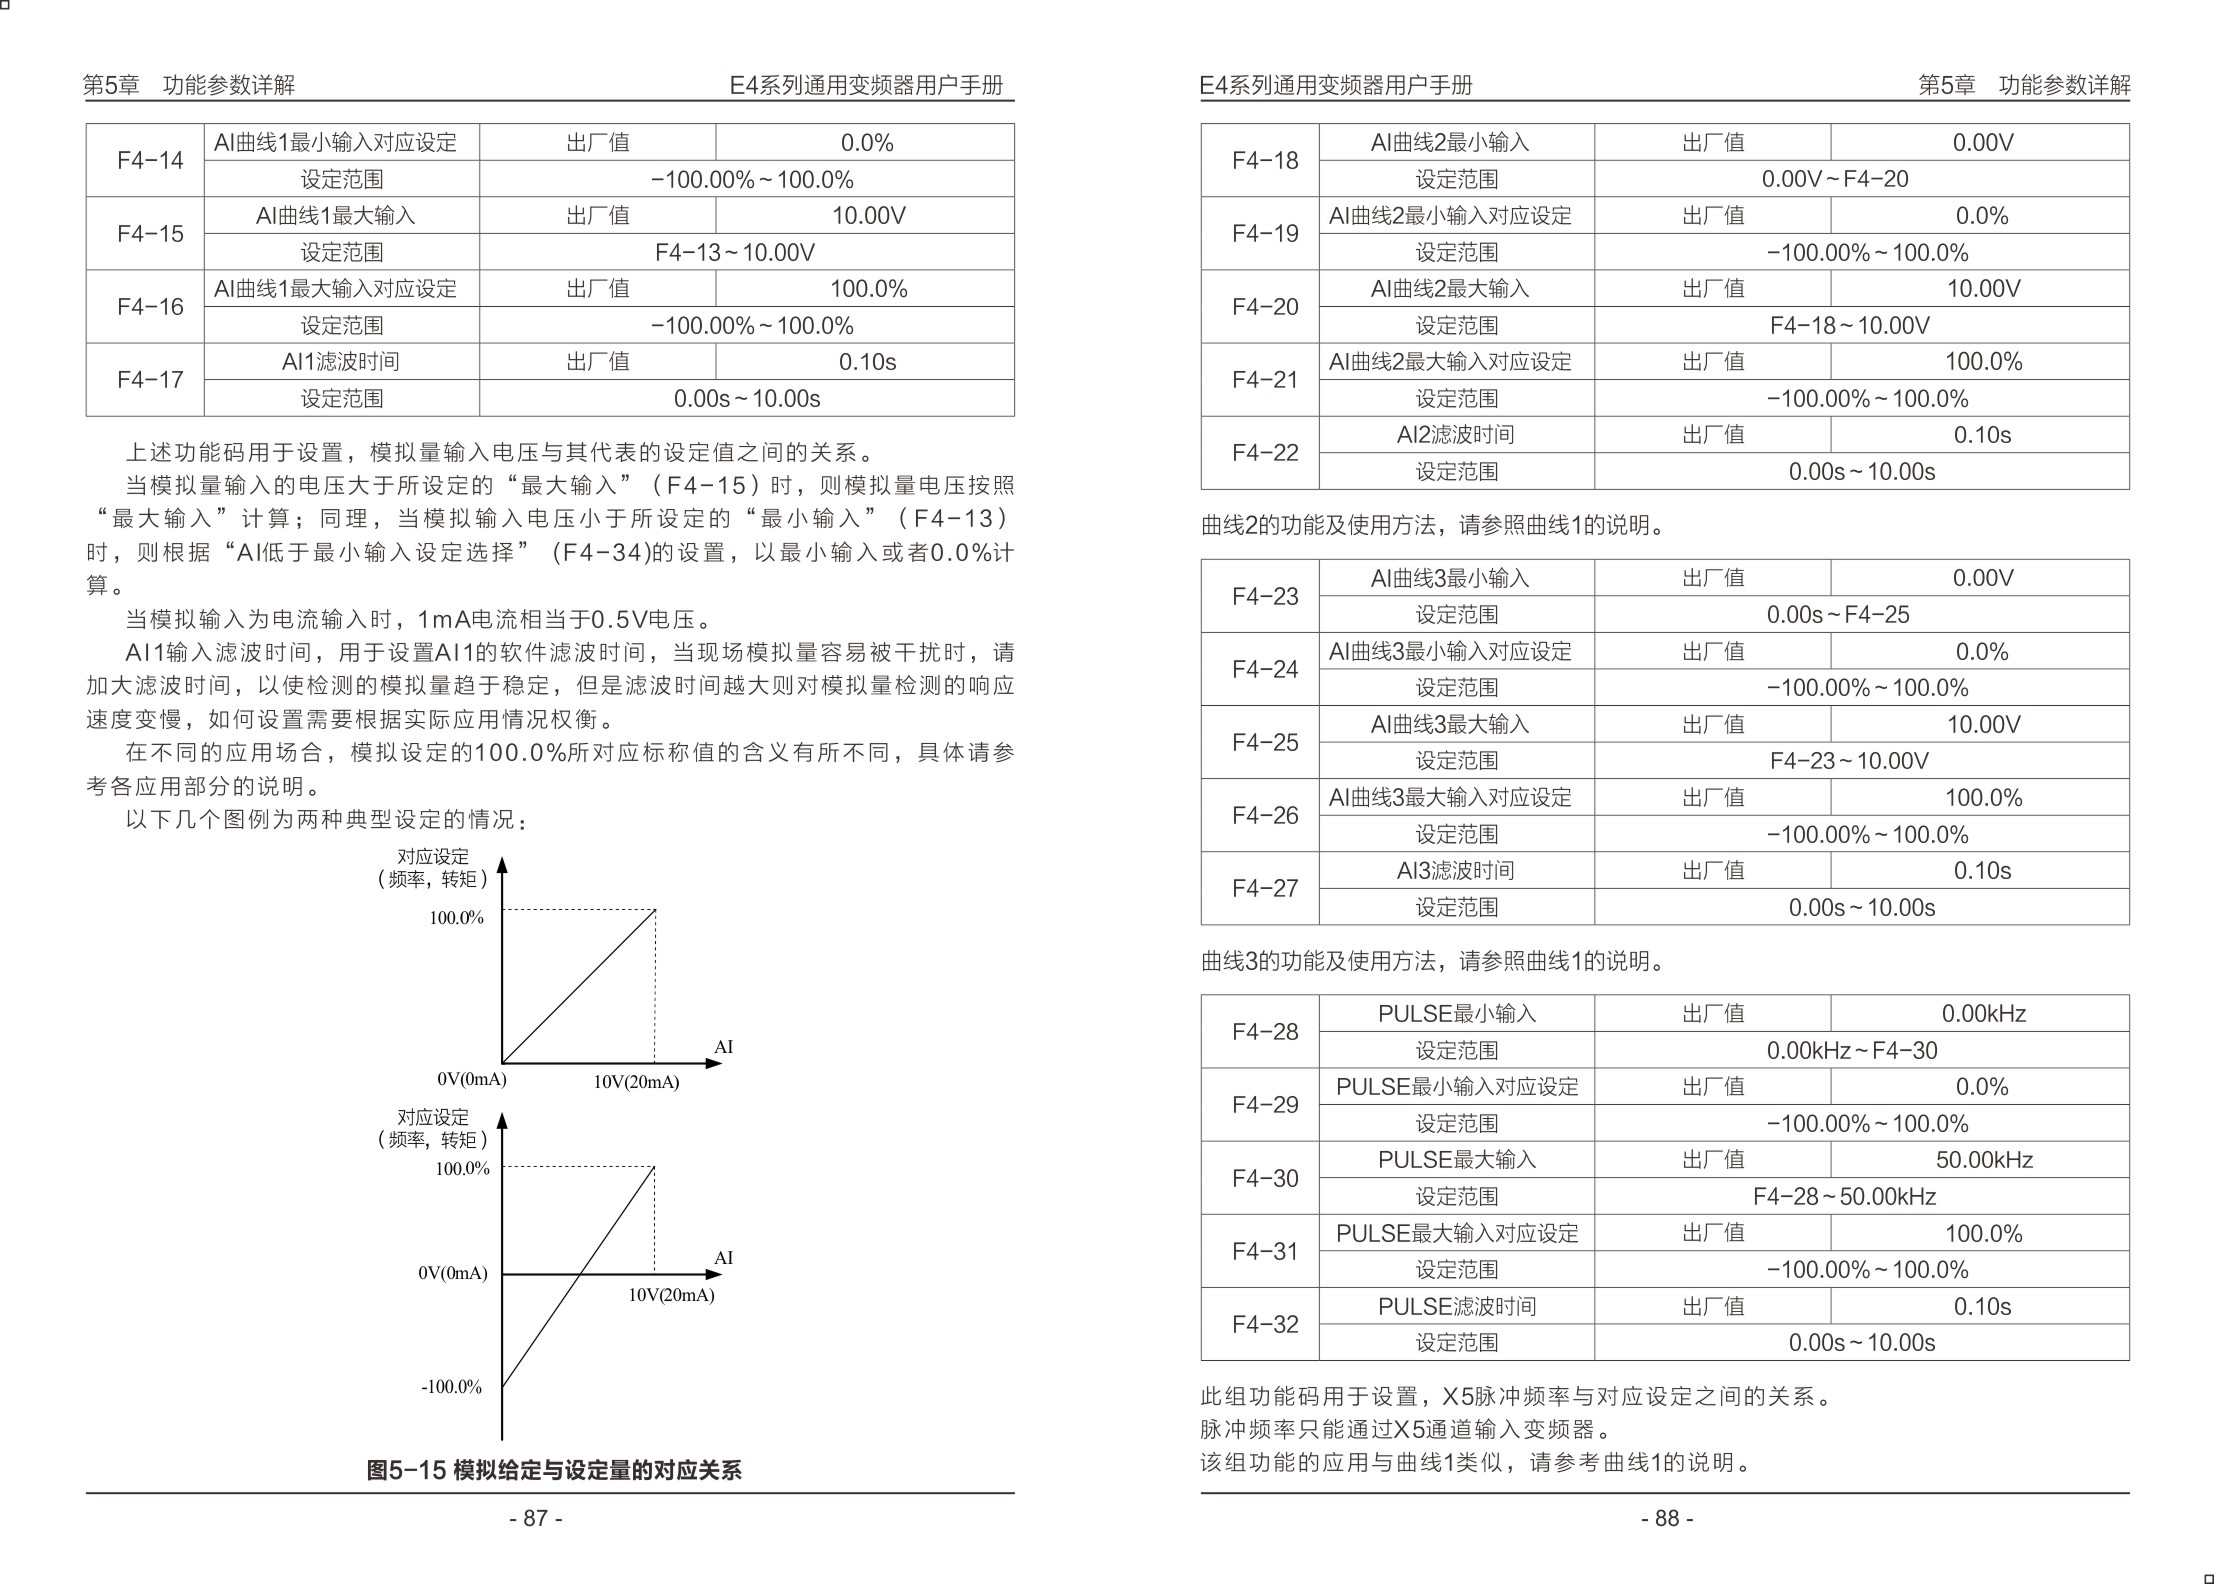 第5章 功能参数详解 E4系列通用变频器用户手册
F4-14 AI曲线1最小输入对应设定 出厂值 0.0%
设定范围 -100.00%~100.0%
F4-15 AI曲线1最大输入 出厂值 10.00V
设定范围 F4-13~10.00V
F4-16 AI曲线1最大输入对应设定 出厂值 100.0%
设定范围 -100.00%~100.0%
F4-17 AI1滤波时间 出厂值 0.10s
设定范围 0.00s~10.00s
上述功能码用于设置，模拟量输入电压与其代表的设定值之间的关系。
当模拟量输入的电压大于所设定的“最大输入”（F4-15）时，则模拟量电压按照
“最大输入”计算；同理，当模拟输入电压小于所设定的“最小输入”（F4-13）
时，则根据“AI低于最小输入设定选择” (F4-34)的设置，以最小输入或者0.0%计
算。
当模拟输入为电流输入时，1mA电流相当于0.5V电压。
AI1输入滤波时间，用于设置AI1的软件滤波时间，当现场模拟量容易被干扰时，请
加大滤波时间，以使检测的模拟量趋于稳定，但是滤波时间越大则对模拟量检测的响应
速度变慢，如何设置需要根据实际应用情况权衡。
在不同的应用场合，模拟设定的100.0%所对应标称值的含义有所不同，具体请参
考各应用部分的说明。
以下几个图例为两种典型设定的情况：
对应设定
（频率，转矩）
100.0%
AI
0V(0mA) 10V(20mA)
对应设定
（频率，转矩）
100.0%
AI
0V(0mA)
10V(20mA)
-100.0%
图5-15 模拟给定与设定量的对应关系
- 87 -
E4系列通用变频器用户手册 第5章 功能参数详解
F4-18 AI曲线2最小输入 出厂值 0.00V
设定范围 0.00V~F4-20
F4-19 AI曲线2最小输入对应设定 出厂值 0.0%
设定范围 -100.00%~100.0%
F4-20 AI曲线2最大输入 出厂值 10.00V
设定范围 F4-18~10.00V
F4-21 AI曲线2最大输入对应设定 出厂值 100.0%
设定范围 -100.00%~100.0%
F4-22 AI2滤波时间 出厂值 0.10s
设定范围 0.00s~10.00s
曲线2的功能及使用方法，请参照曲线1的说明。
F4-23 AI曲线3最小输入 出厂值 0.00V
设定范围 0.00s~F4-25
F4-24 AI曲线3最小输入对应设定 出厂值 0.0%
设定范围 -100.00%~100.0%
F4-25 AI曲线3最大输入 出厂值 10.00V
设定范围 F4-23~10.00V
F4-26 AI曲线3最大输入对应设定 出厂值 100.0%
设定范围 -100.00%~100.0%
F4-27 AI3滤波时间 出厂值 0.10s
设定范围 0.00s~10.00s
曲线3的功能及使用方法，请参照曲线1的说明。
F4-28 PULSE最小输入 出厂值 0.00kHz
设定范围 0.00kHz~F4-30
F4-29 PULSE最小输入对应设定 出厂值 0.0%
设定范围 -100.00%~100.0%
F4-30 PULSE最大输入 出厂值 50.00kHz
设定范围 F4-28~50.00kHz
F4-31 PULSE最大输入对应设定 出厂值 100.0%
设定范围 -100.00%~100.0%
F4-32 PULSE滤波时间 出厂值 0.10s
设定范围 0.00s~10.00s
此组功能码用于设置，X5脉冲频率与对应设定之间的关系。
脉冲频率只能通过X5通道输入变频器。
该组功能的应用与曲线1类似，请参考曲线1的说明。
- 88 -